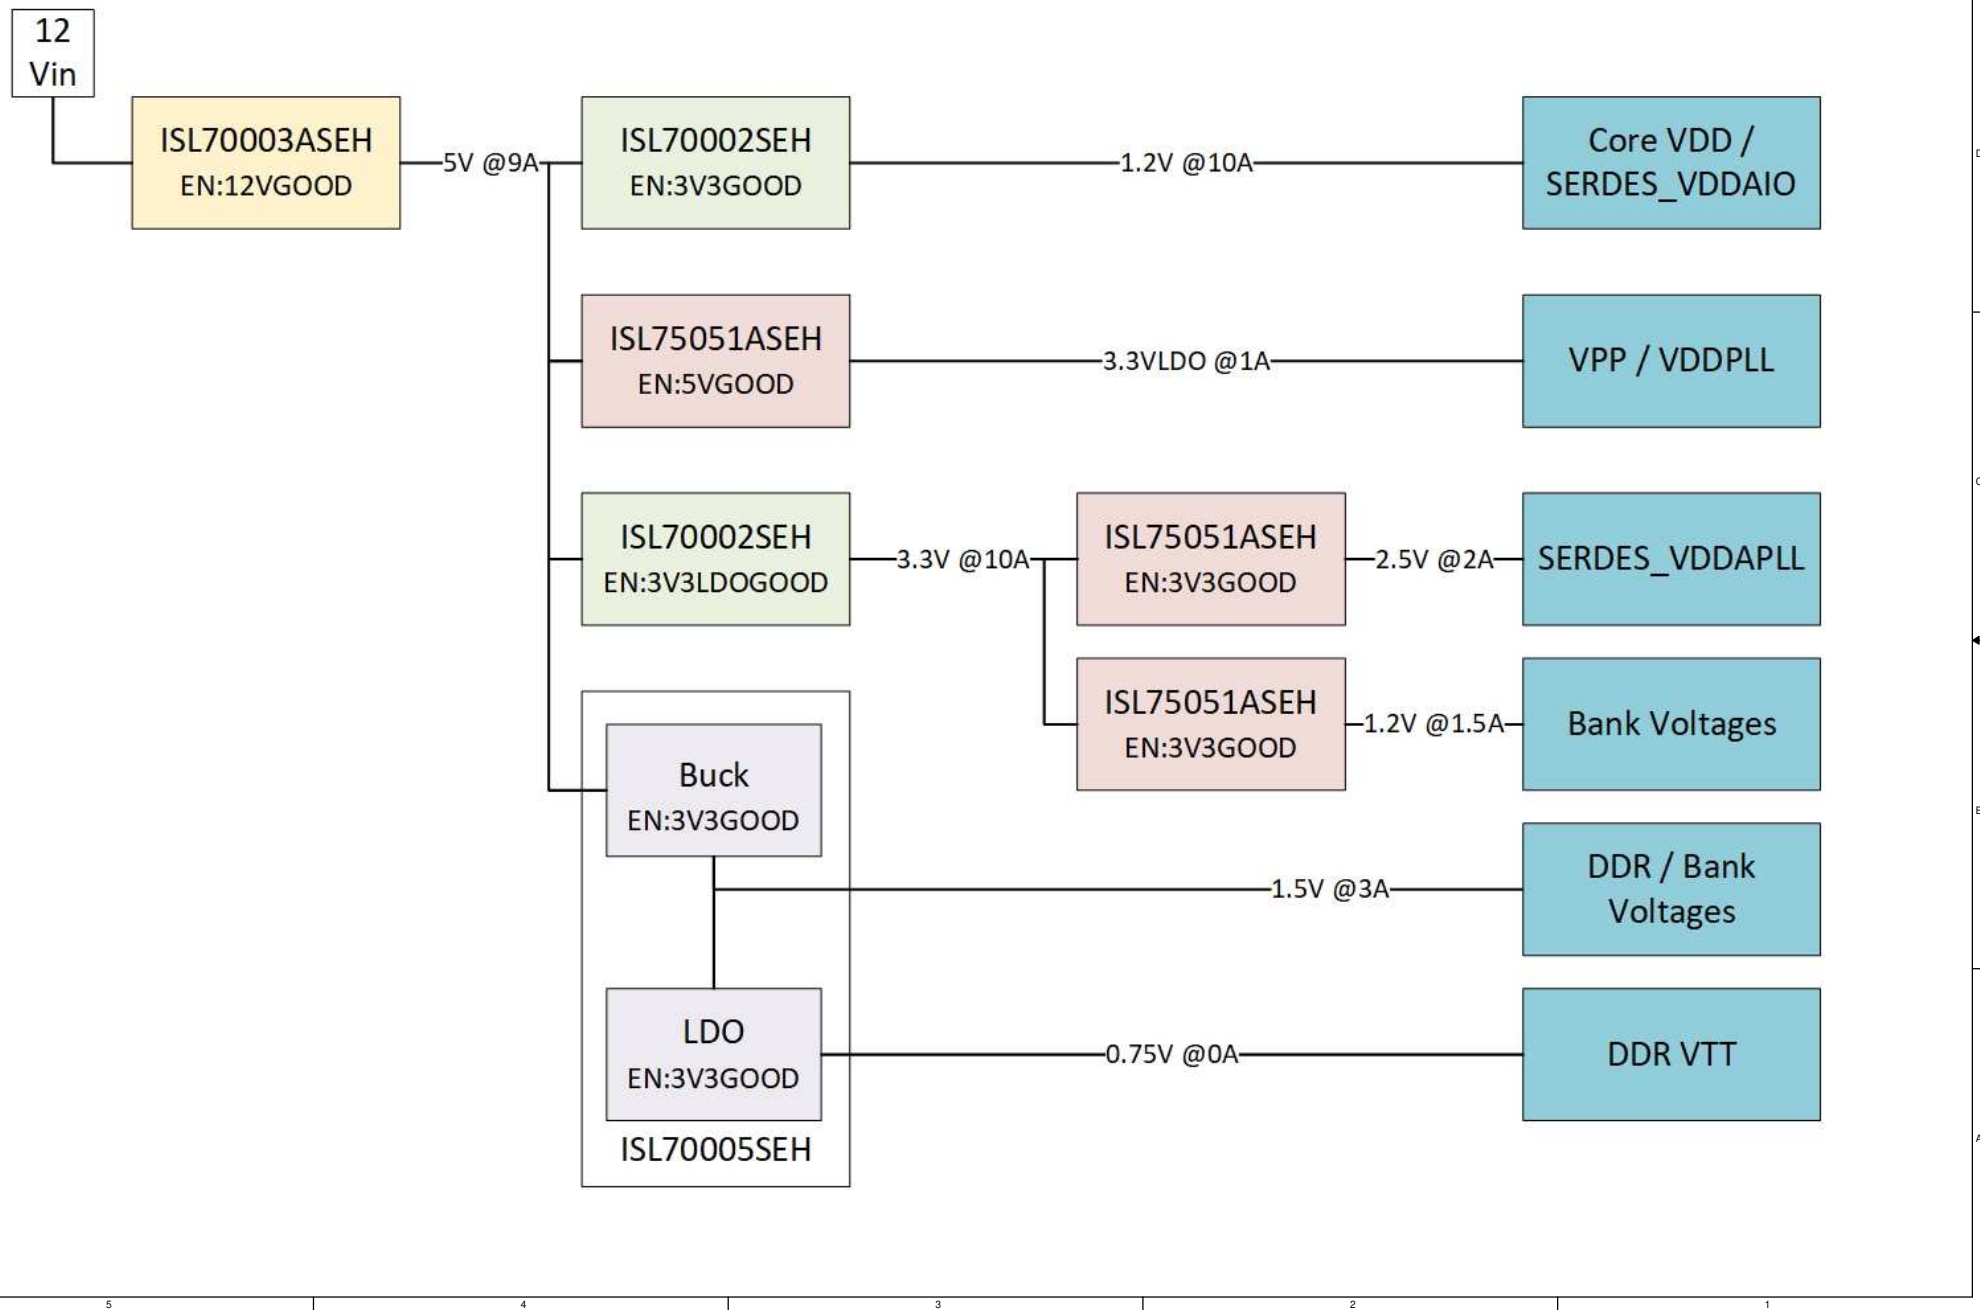 12
Vin
ISL70003ASEH
EN:12VGOOD
5V @9A
ISL70002SEH
EN:3V3GOOD
1.2V @10A
Core VDD /
SERDES_VDDAIO
D
ISL75051ASEH
EN:5VGOOD
3.3VLDO @1A
VPP / VDDPLL
C
ISL70002SEH
EN:3V3LDOGOOD
3.3V @10A
ISL75051ASEH
EN:3V3GOOD
2.5V @2A
SERDES_VDDAPLL
ISL75051ASEH
EN:3V3GOOD
1.2V @1.5A
Bank Voltages
Buck
EN:3V3GOOD
B
1.5V @3A
DDR / Bank
Voltages
LDO
EN:3V3GOOD
0.75V @0A
DDR VTT
ISL70005SEH
A
5
4
3
2
1